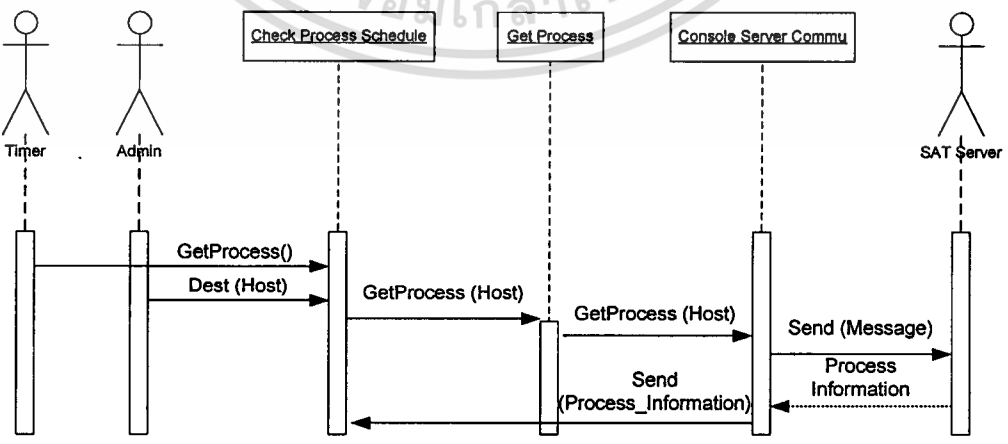 Check Process Schedule
Get Process
Console Server Commu
Timer
Admin
SAT Server
GetProcess()
Dest (Host)
GetProcess (Host)
GetProcess (Host)
Send (Message)
Process
Information
Send
(Process_Information)